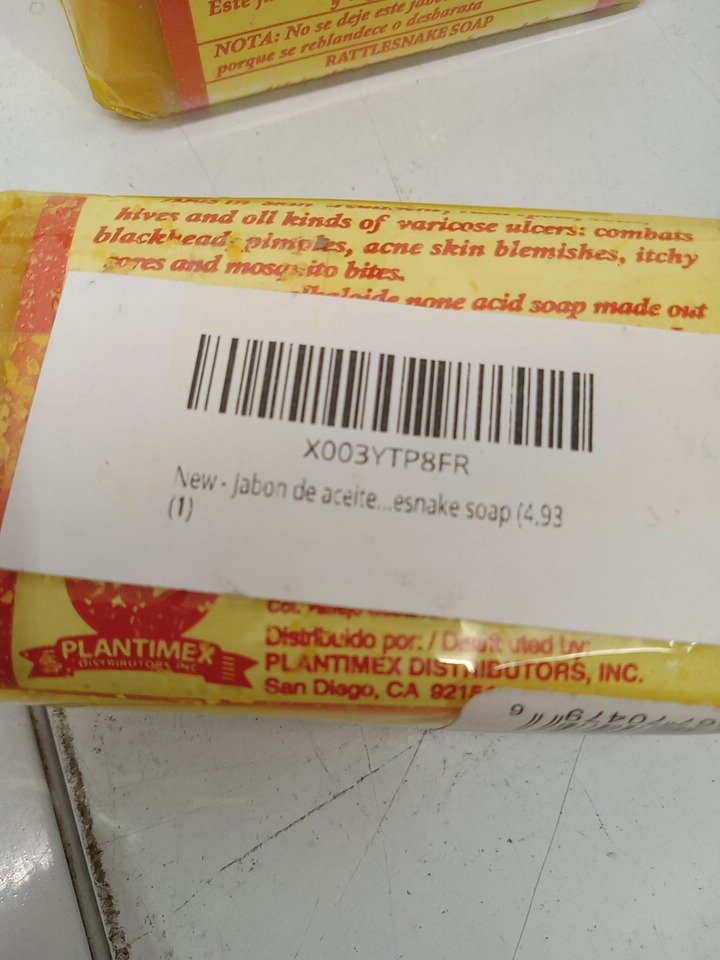 Este
NOTA: No se deje este
porque se reblandece o desbarata
RATTLESNAKE SOAP
hives and oll kinds of varicose ulcers: combats
blackheads pimples, acne skin blemishes, itchy
sores and mosquito bites.
none acid soap made out
X003YTP8FR
New - Jabon de aceite...esnake soap (4.93
(1)
PLANTIMEX
DISTRIBUTORS, INC.
Distribuido por: / Distributed by:
PLANTIMEX DISTRIBUTORS, INC.
San Diego, CA 9215